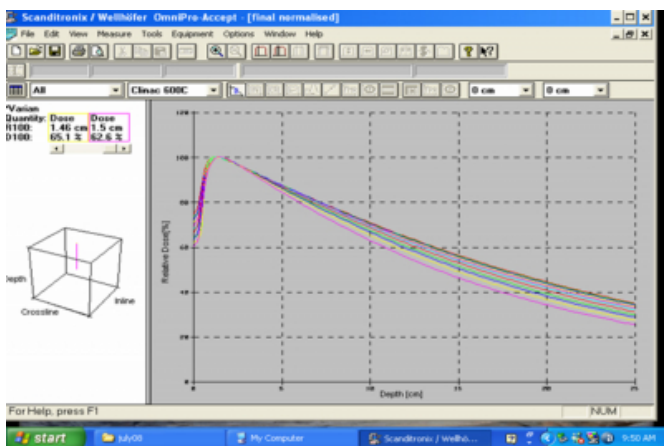 Scanditronix / Wellhöfer OmniPro-Accept - [final normalised]
File Edit View Measure Tools Equipment Options Window Help
All Clinac 600C 0 cm 0 cm
*Varian
Quantity: Dose Dose
R100: 1.46 cm 1.5 cm
D100: 65.1 % 62.6 %
Depth
Inline
Crossline
Relative Dose[%]
120
100
80
60
40
20
0
0 5 10 15 20 25
Depth [cm]
For Help, press F1 NUM
start july08 My Computer Scanditronix / Wellhö... 9:50 AM